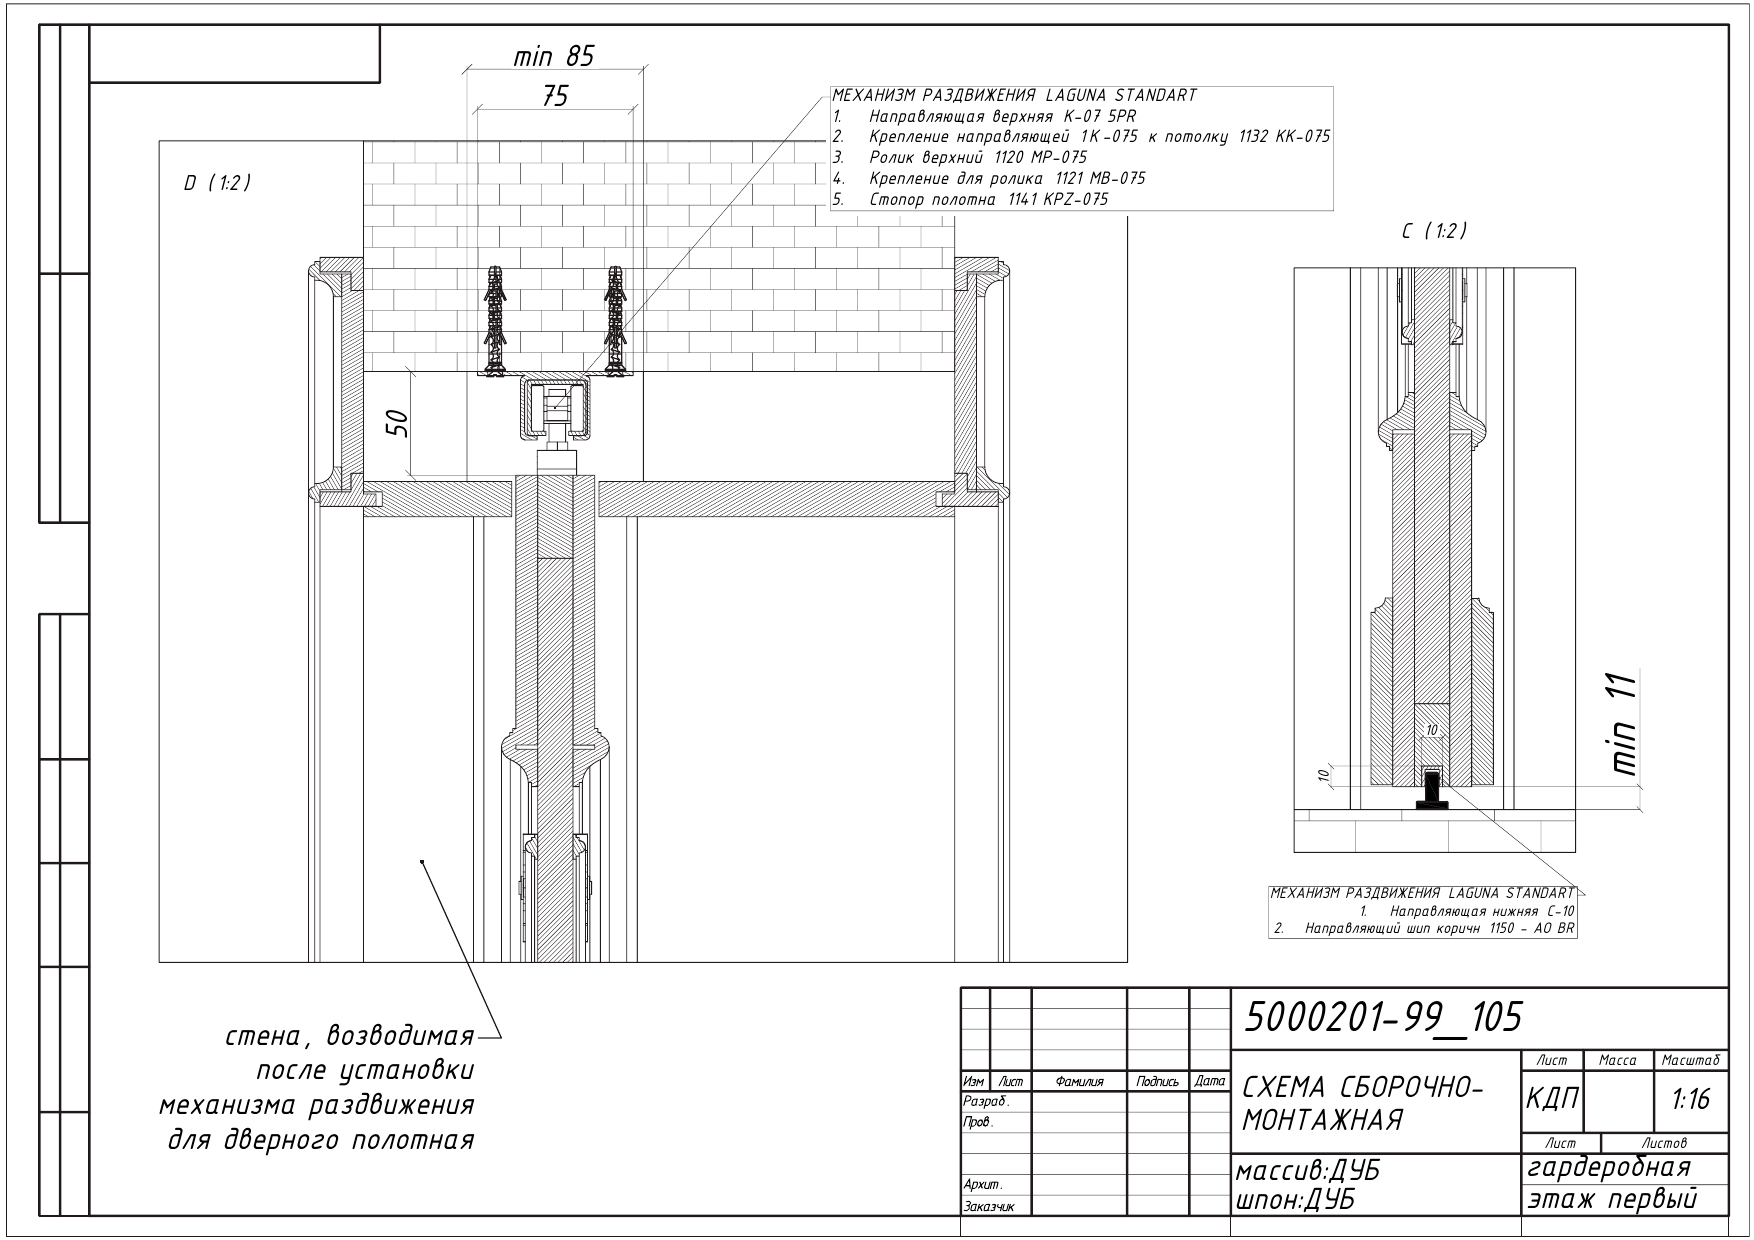 min 85
75
МЕХАНИЗМ РАЗДВИЖЕНИЯ LAGUNA STANDART
1. Направляющая верхняя К-07 5PR
2. Крепление направляющей 1К-075 к потолку 1132 КК-075
3. Ролик верхний 1120 МР-075
4. Крепление для ролика 1121 МВ-075
5. Стопор полотна 1141 KPZ-075
D (1:2)
C (1:2)
50
min 11
10
10
МЕХАНИЗМ РАЗДВИЖЕНИЯ LAGUNA STANDART
1. Направляющая нижняя С-10
2. Направляющий шип коричн 1150 - AO BR
стена, возводимая
после установки
механизма раздвижения
для дверного полотная
5000201-99_105
Лист Масса Масштаб
Изм Лист Фамилия Подпись Дата
СХЕМА СБОРОЧНО-
МОНТАЖНАЯ
КДП 1:16
Разраб.
Пров.
Лист Листов
массив:ДУБ
шпон:ДУБ
гардеробная
этаж первый
Архит.
Заказчик